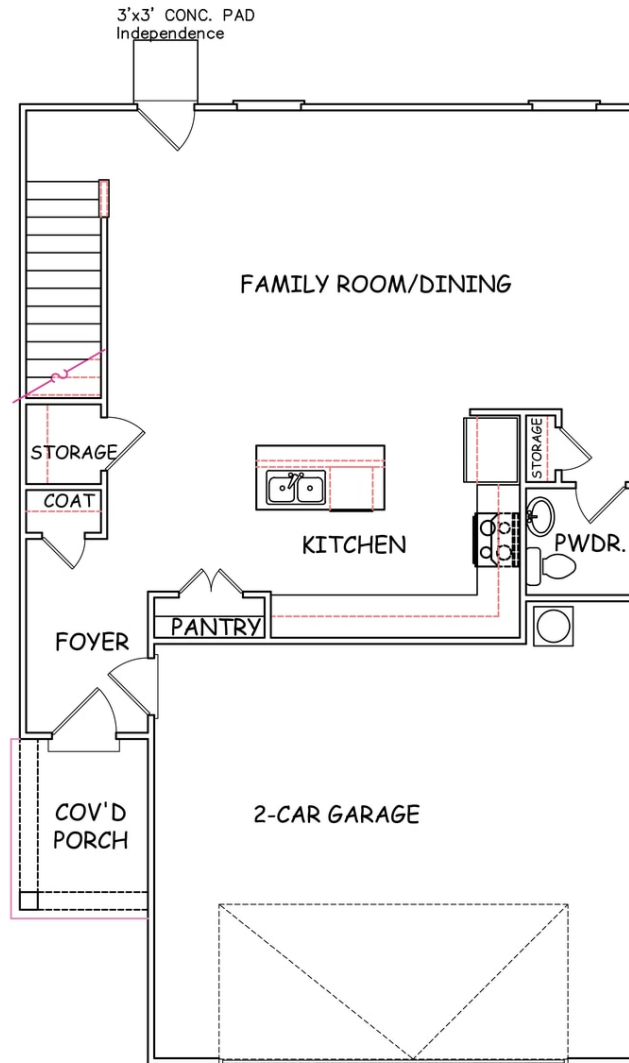 3'x3' CONC. PAD
Independence
FAMILY ROOM/DINING
STORAGE
STORAGE
COAT
KITCHEN
PWDR.
PANTRY
FOYER
COV'D
PORCH
2-CAR GARAGE